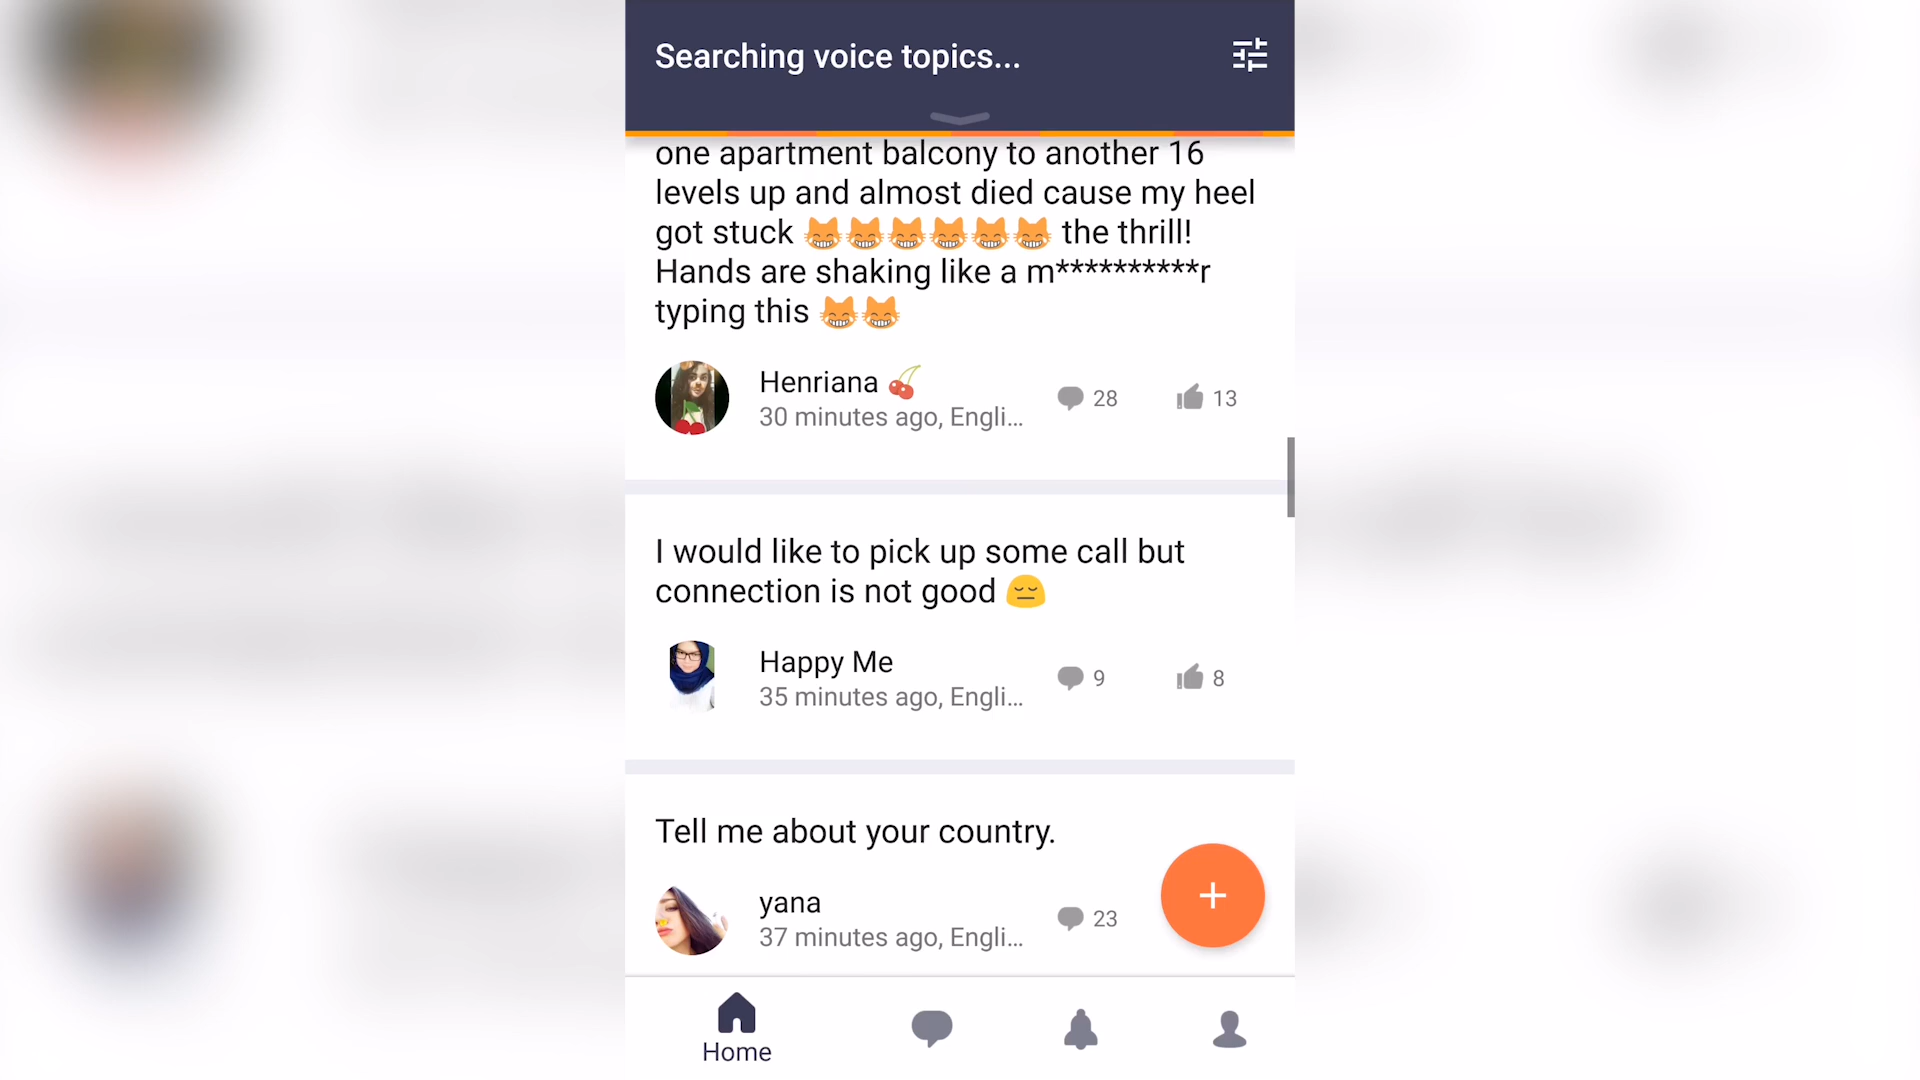 Searching voice topics...
one apartment balcony to another 16
levels up and almost died cause my heel
got stuck 😹😹😹😹😹😹 the thrill!
Hands are shaking like a m**********r
typing this 😹😹
Henriana 🍒
30 minutes ago, Engli...
28
13
I would like to pick up some call but
connection is not good 😔
Happy Me
35 minutes ago, Engli...
9
8
Tell me about your country.
yana
37 minutes ago, Engli...
23
Home